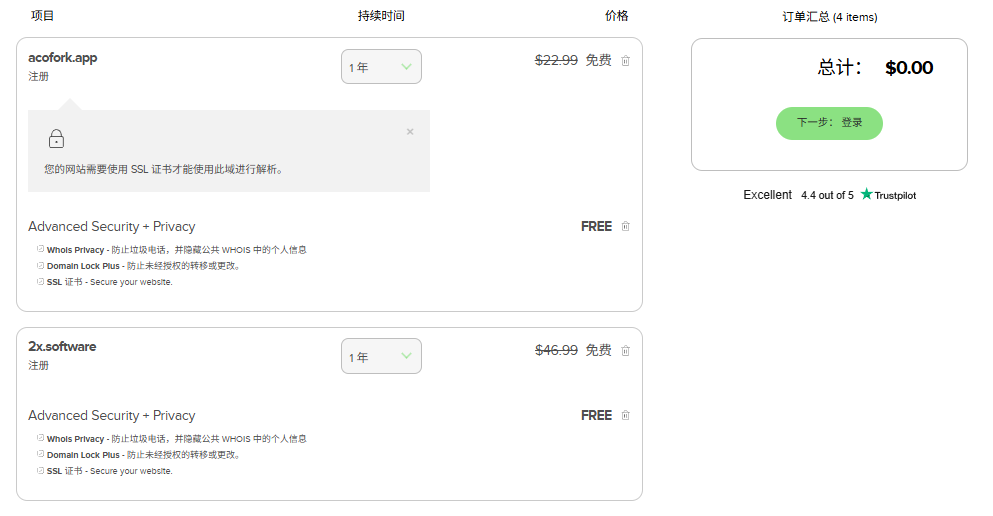 项目 持续时间 价格
acofork.app
注册
1 年
$22.99 免费
您的网站需要使用 SSL 证书才能使用此域进行解析。
Advanced Security + Privacy FREE
Whois Privacy - 防止垃圾电话，并隐藏公共 WHOIS 中的个人信息
Domain Lock Plus - 防止未经授权的转移或更改。
SSL 证书 - Secure your website.
2x.software
注册
1 年
$46.99 免费
Advanced Security + Privacy FREE
Whois Privacy - 防止垃圾电话，并隐藏公共 WHOIS 中的个人信息
Domain Lock Plus - 防止未经授权的转移或更改。
SSL 证书 - Secure your website.
订单汇总 (4 items)
总计： $0.00
下一步： 登录
Excellent 4.4 out of 5 Trustpilot